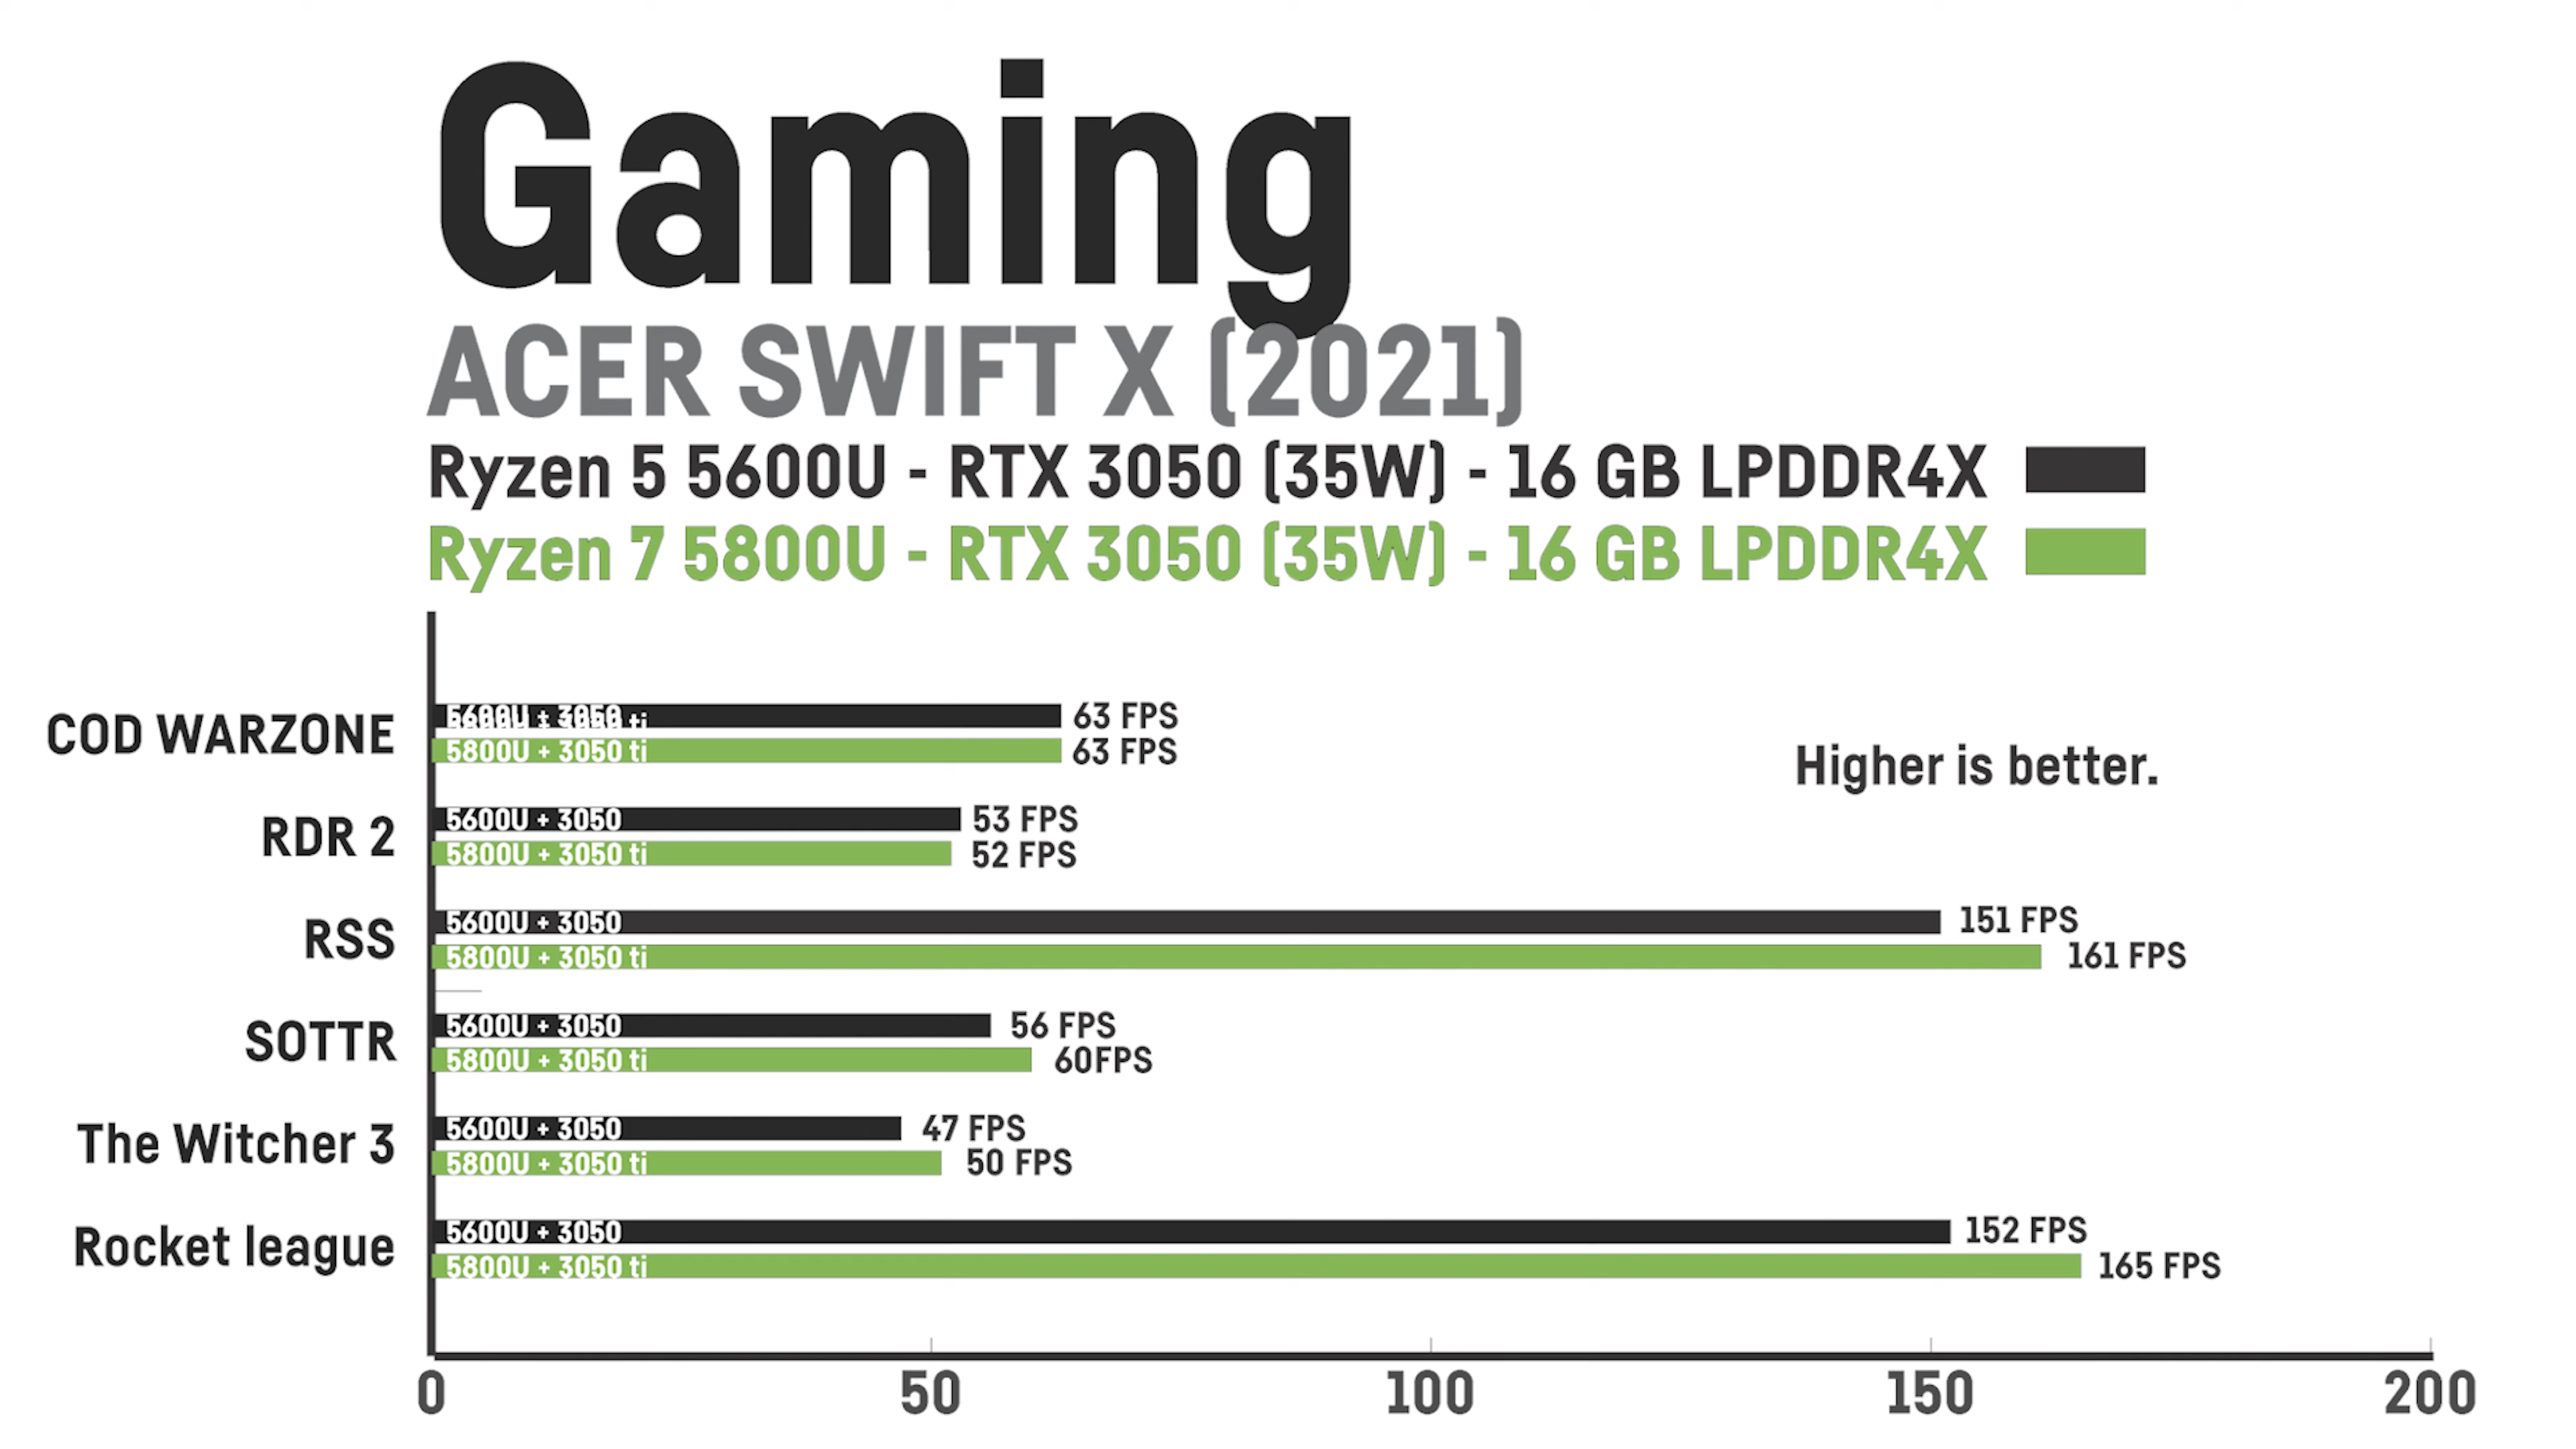 Gaming
ACER SWIFT X (2021)
Ryzen 5 5600U - RTX 3050 (35W) - 16 GB LPDDR4X
Ryzen 7 5800U - RTX 3050 (35W) - 16 GB LPDDR4X
COD WARZONE
5600U + 3050
63 FPS
5800U + 3050 ti
63 FPS
Higher is better.
RDR 2
5600U + 3050
53 FPS
5800U + 3050 ti
52 FPS
RSS
5600U + 3050
151 FPS
5800U + 3050 ti
161 FPS
SOTTR
5600U + 3050
56 FPS
5800U + 3050 ti
60FPS
The Witcher 3
5600U + 3050
47 FPS
5800U + 3050 ti
50 FPS
Rocket league
5600U + 3050
152 FPS
5800U + 3050 ti
165 FPS
0 50 100 150 200